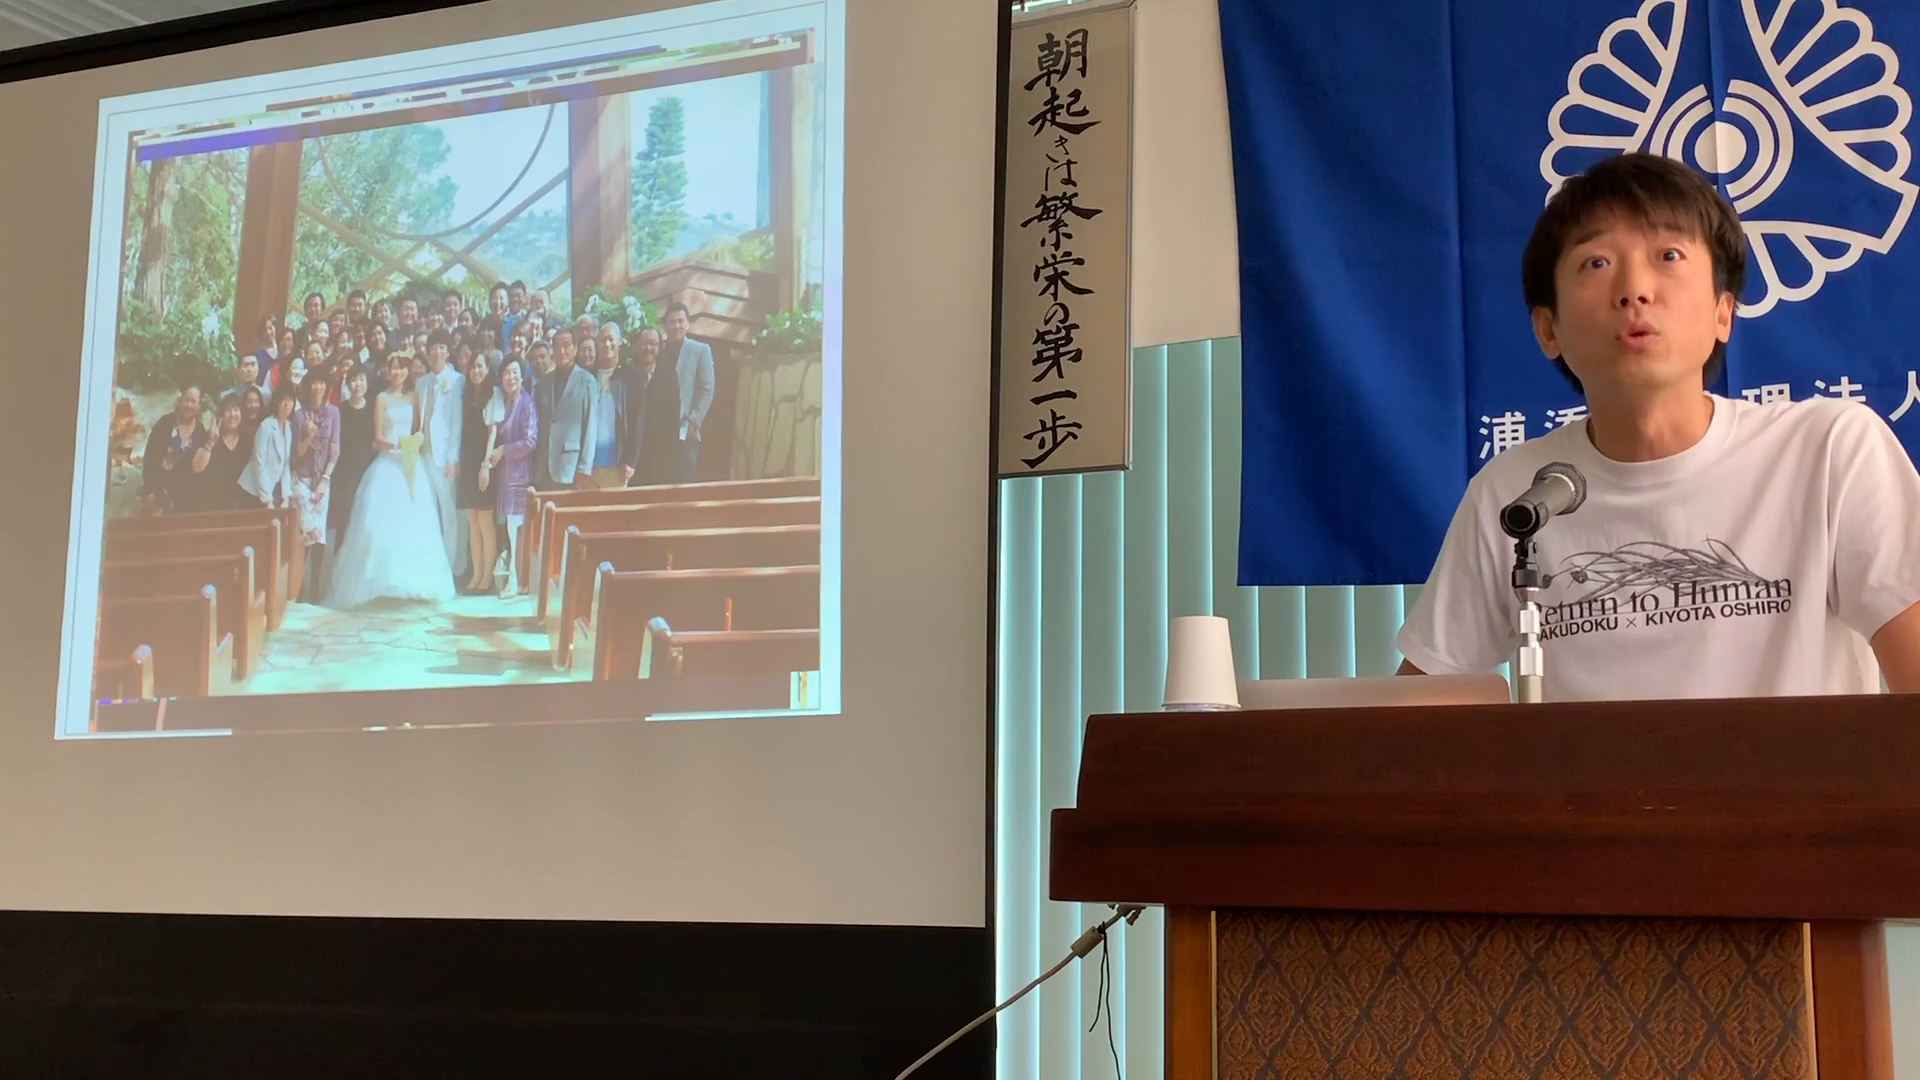 朝起きは繁栄の第一歩
浦添 理法人
Return to Human
AKUDOKU × KIYOTA OSHIRO